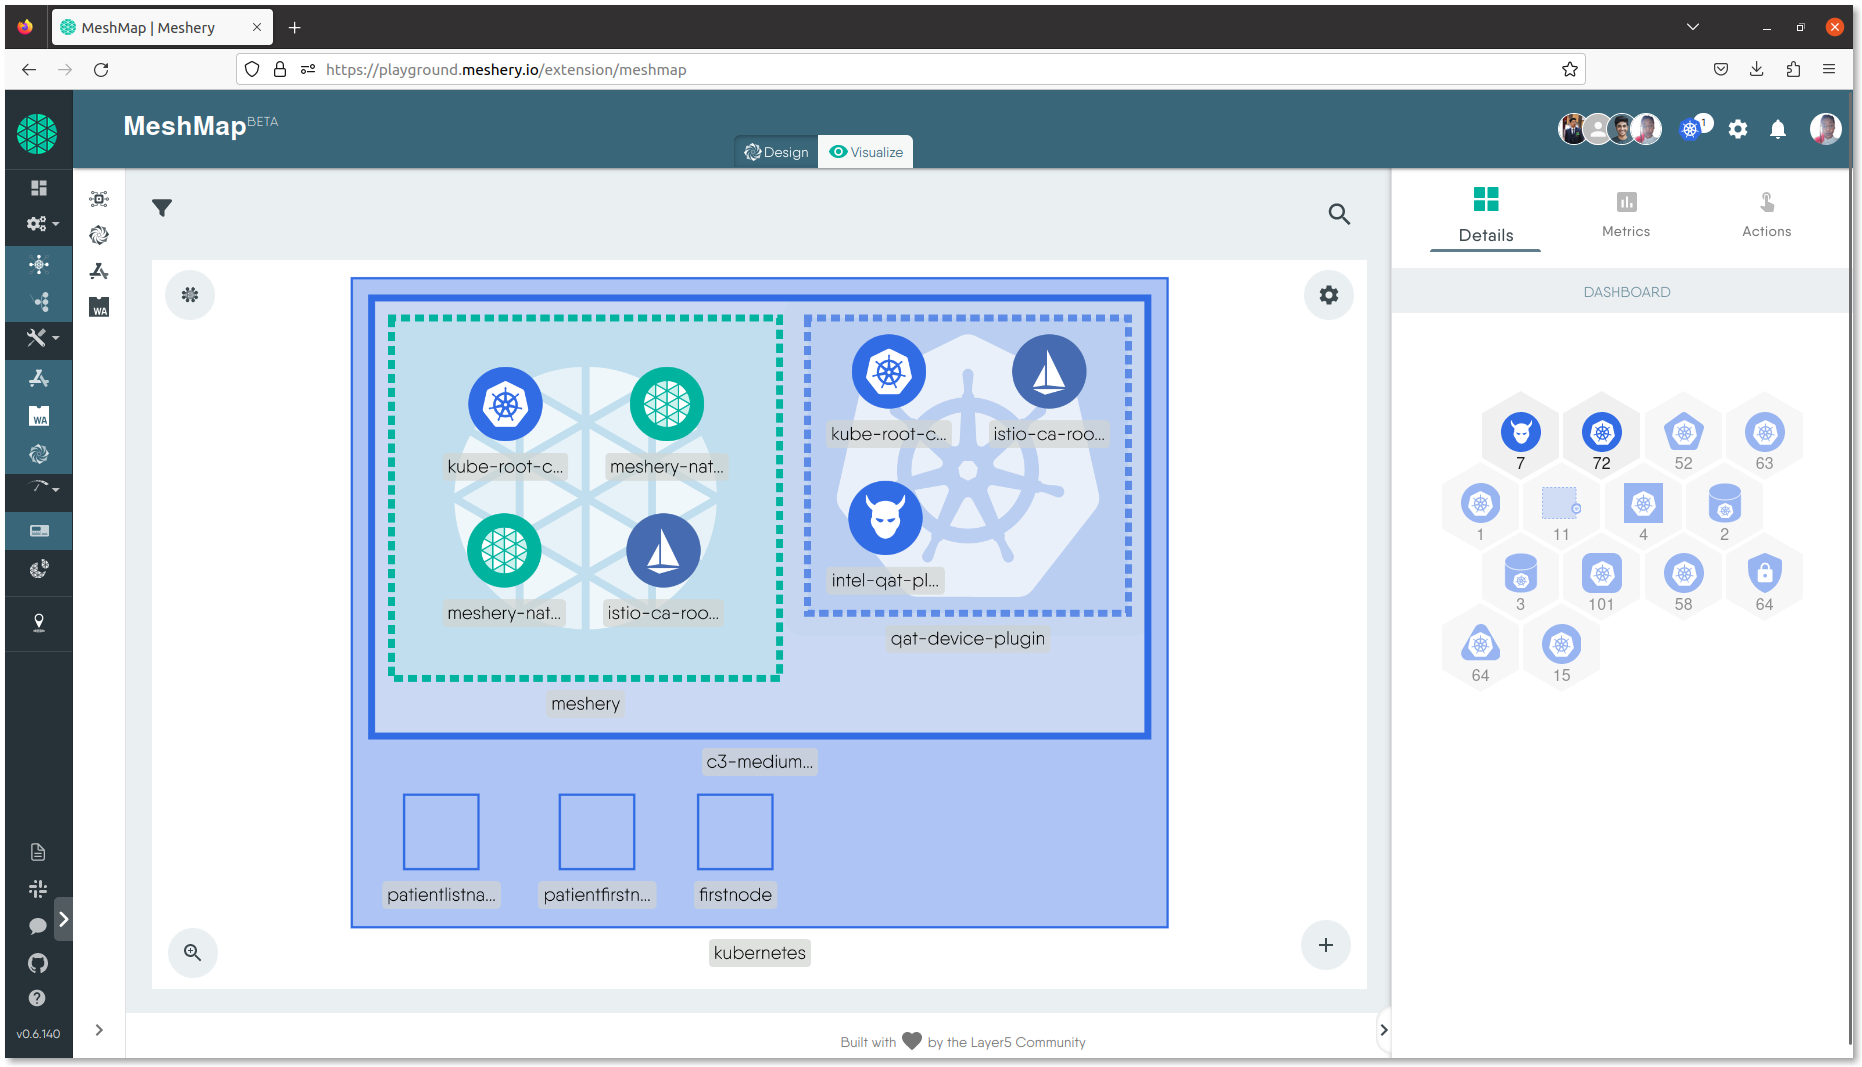 MeshMap | Meshery
https://playground.meshery.io/extension/meshmap
MeshMap BETA
Design
Visualize
1
Details
Metrics
Actions
DASHBOARD
WA
WA
kube-root-c...
meshery-nat...
meshery-nat...
istio-ca-roo...
meshery
kube-root-c...
istio-ca-roo...
intel-qat-pl...
qat-device-plugin
c3-medium...
patientlistna...
patientfirstn...
firstnode
kubernetes
7
72
52
63
1
11
4
2
3
101
58
64
64
15
v0.6.140
Built with by the Layer5 Community